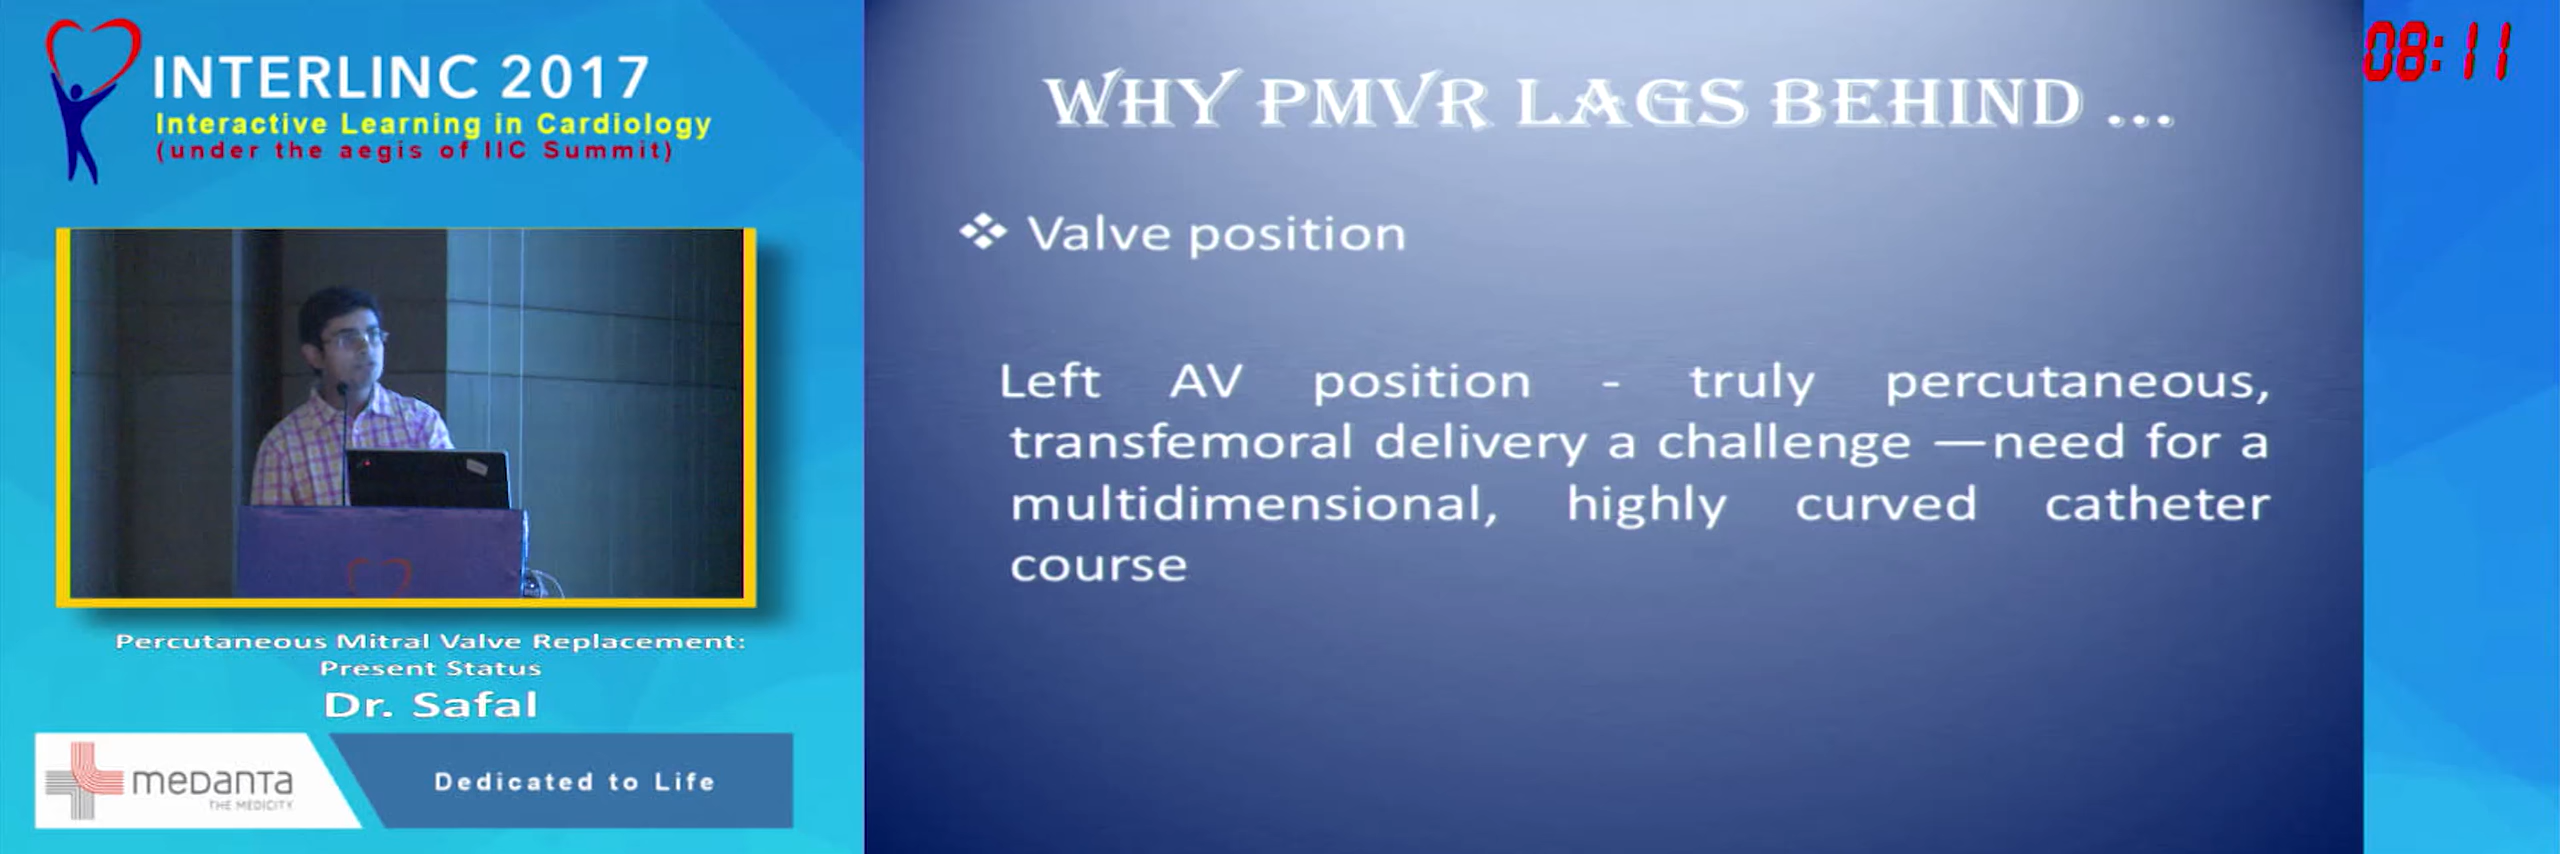 INTERLINC 2017
Interactive Learning in Cardiology
(under the aegis of IIC Summit)
Percutaneous Mitral Valve Replacement:
Present Status
Dr. Safal
meDanTa
THE MEDICITY
Dedicated to Life
WHY PMVR LAGS BEHIND ...
❖ Valve position
Left AV position - truly percutaneous,
transfemoral delivery a challenge —need for a
multidimensional, highly curved catheter
course
08:11